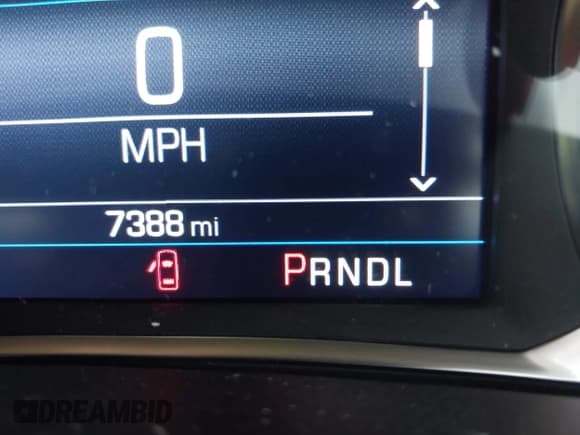 0
MPH
7388 mi
PRNDL
DREAMBID